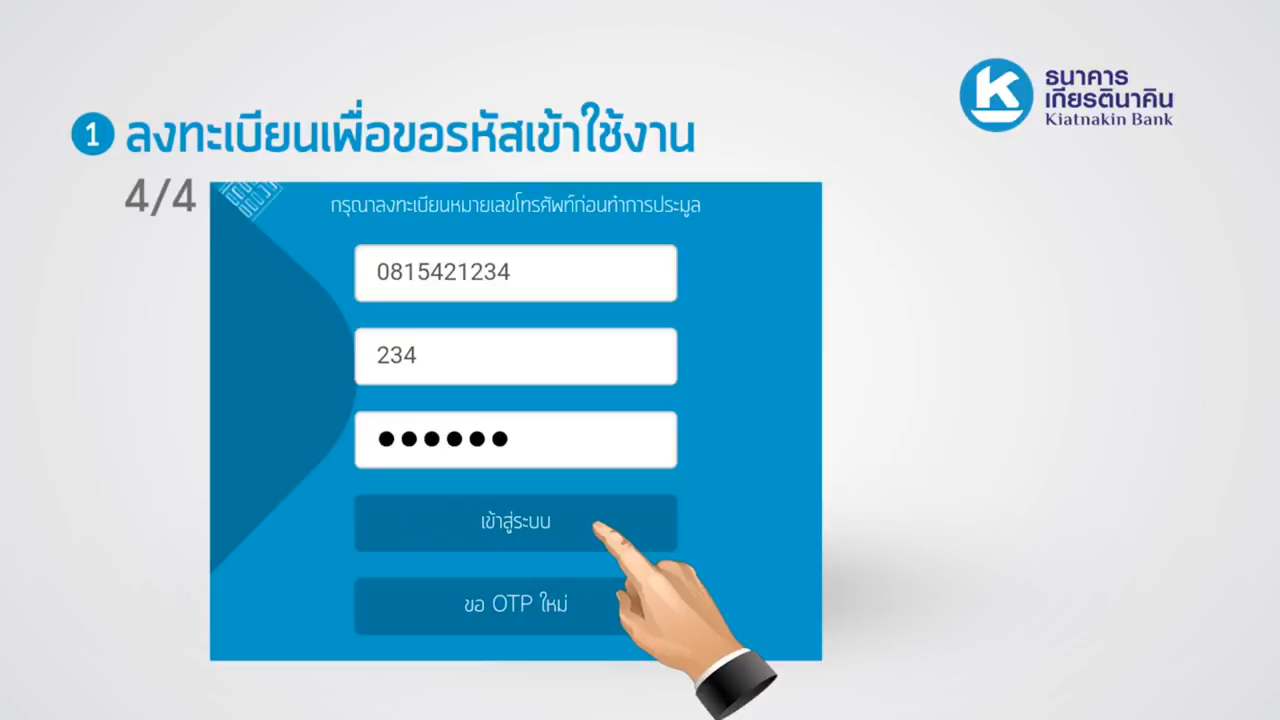 ธนาคาร
เกียรตินาคิน
Kiatnakin Bank
1 ลงทะเบียนเพื่อขอรหัสเข้าใช้งาน
4/4
กรุณาลงทะเบียนหมายเลขโทรศัพท์ก่อนทำการประมูล
0815421234
234
●●●●●●
เข้าสู่ระบบ
ขอ OTP ใหม่